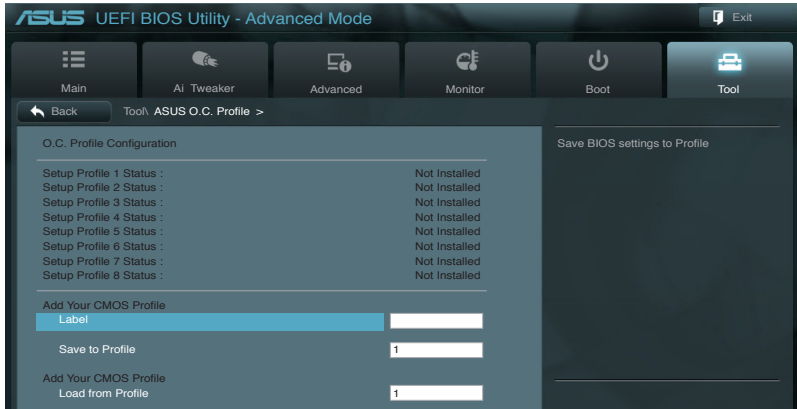 ASUS UEFI BIOS Utility - Advanced Mode
Exit
Main
Ai Tweaker
Advanced
Monitor
Boot
Tool
Back
Tool\ ASUS O.C. Profile >
O.C. Profile Configuration
Setup Profile 1 Status : Not Installed
Setup Profile 2 Status : Not Installed
Setup Profile 3 Status : Not Installed
Setup Profile 4 Status : Not Installed
Setup Profile 5 Status : Not Installed
Setup Profile 6 Status : Not Installed
Setup Profile 7 Status : Not Installed
Setup Profile 8 Status : Not Installed
Add Your CMOS Profile
Label
Save to Profile 1
Add Your CMOS Profile
Load from Profile 1
Save BIOS settings to Profile